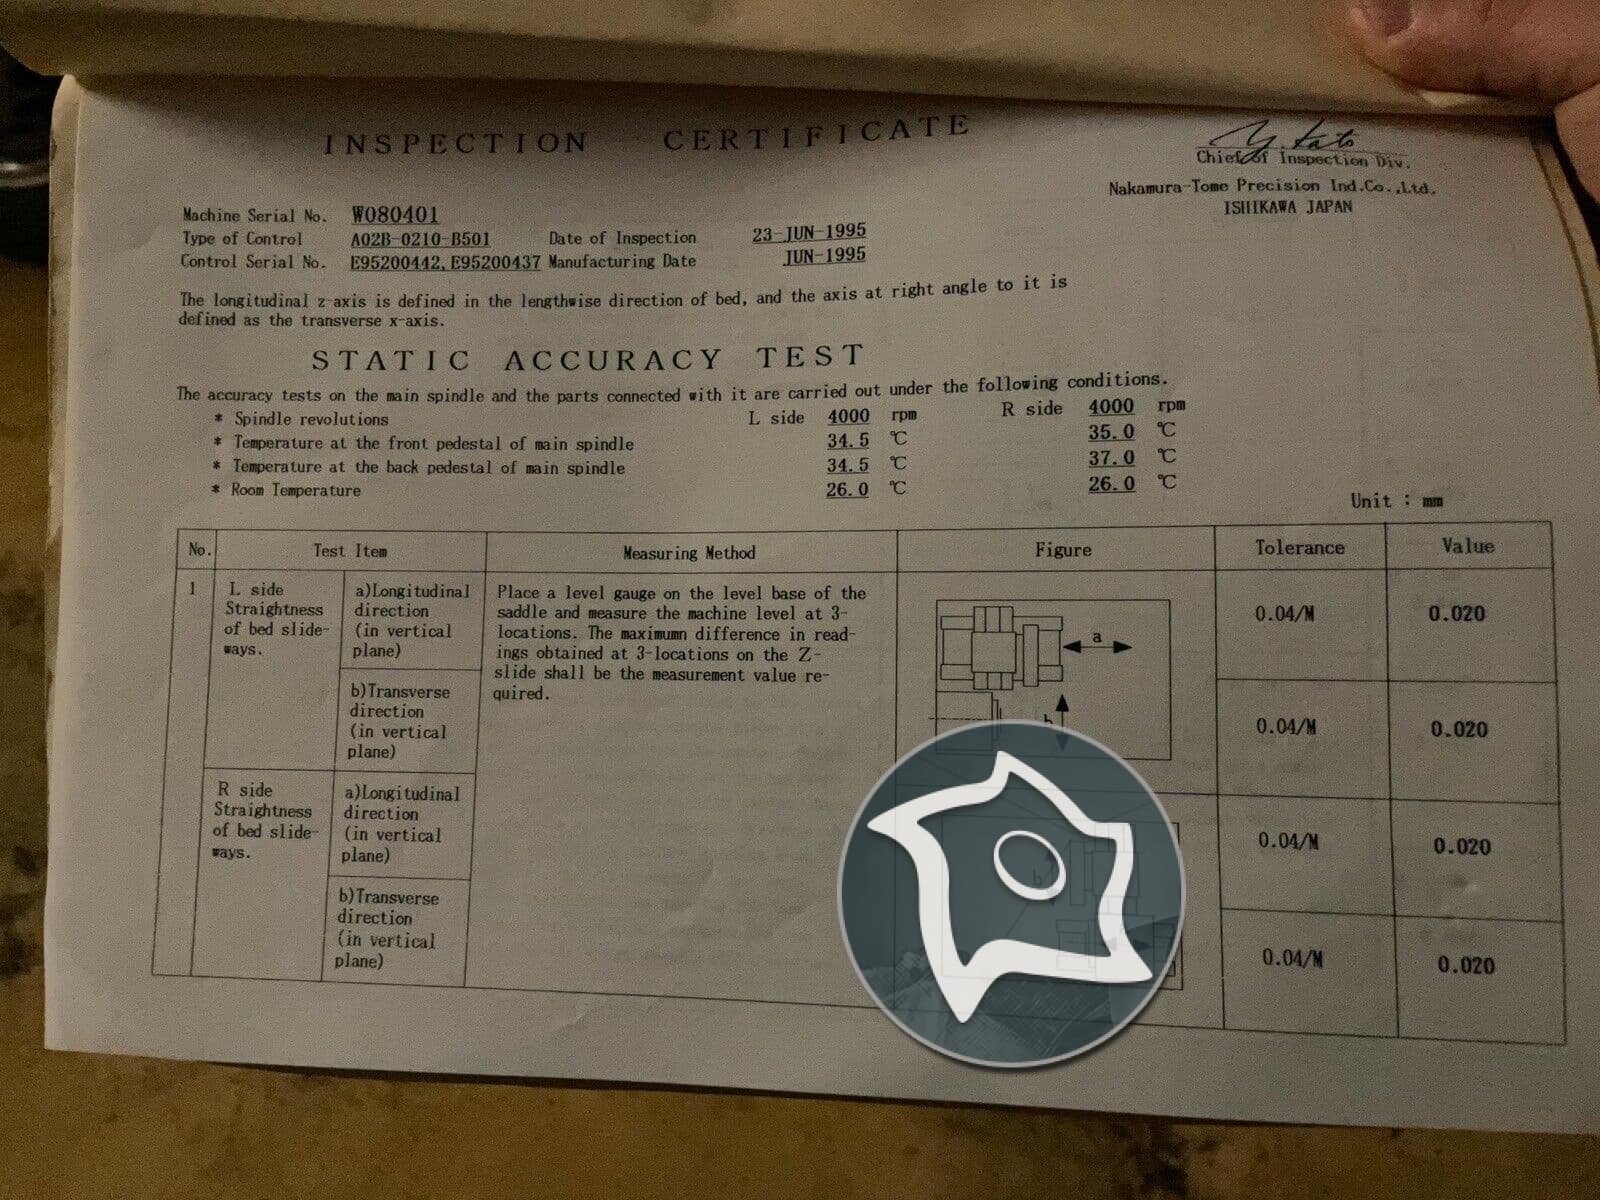 INSPECTION CERTIFICATE
Y. Kato
Chief of Inspection Div.
Nakamura-Tome Precision Ind.Co.,Ltd.
ISHIKAWA JAPAN
Machine Serial No. W080401
Type of Control A02B-0210-B501 Date of Inspection 23-JUN-1995
Control Serial No. E95200442, E95200437 Manufacturing Date JUN-1995
The longitudinal z-axis is defined in the lengthwise direction of bed, and the axis at right angle to it is
defined as the transverse x-axis.
STATIC ACCURACY TEST
The accuracy tests on the main spindle and the parts connected with it are carried out under the following conditions.
* Spindle revolutions L side 4000 rpm R side 4000 rpm
* Temperature at the front pedestal of main spindle 34.5 ℃ 35.0 ℃
* Temperature at the back pedestal of main spindle 34.5 ℃ 37.0 ℃
* Room Temperature 26.0 ℃ 26.0 ℃
Unit : mm
No. Test Item Measuring Method Figure Tolerance Value
1
L side
Straightness
of bed slide-
ways.
a)Longitudinal
direction
(in vertical
plane)
Place a level gauge on the level base of the
saddle and measure the machine level at 3-
locations. The maximumn difference in read-
ings obtained at 3-locations on the Z-
slide shall be the measurement value re-
quired.
a
b
0.04/M 0.020
b)Transverse
direction
(in vertical
plane)
0.04/M 0.020
R side
Straightness
of bed slide-
ways.
a)Longitudinal
direction
(in vertical
plane)
b
0.04/M 0.020
b)Transverse
direction
(in vertical
plane)
0.04/M 0.020